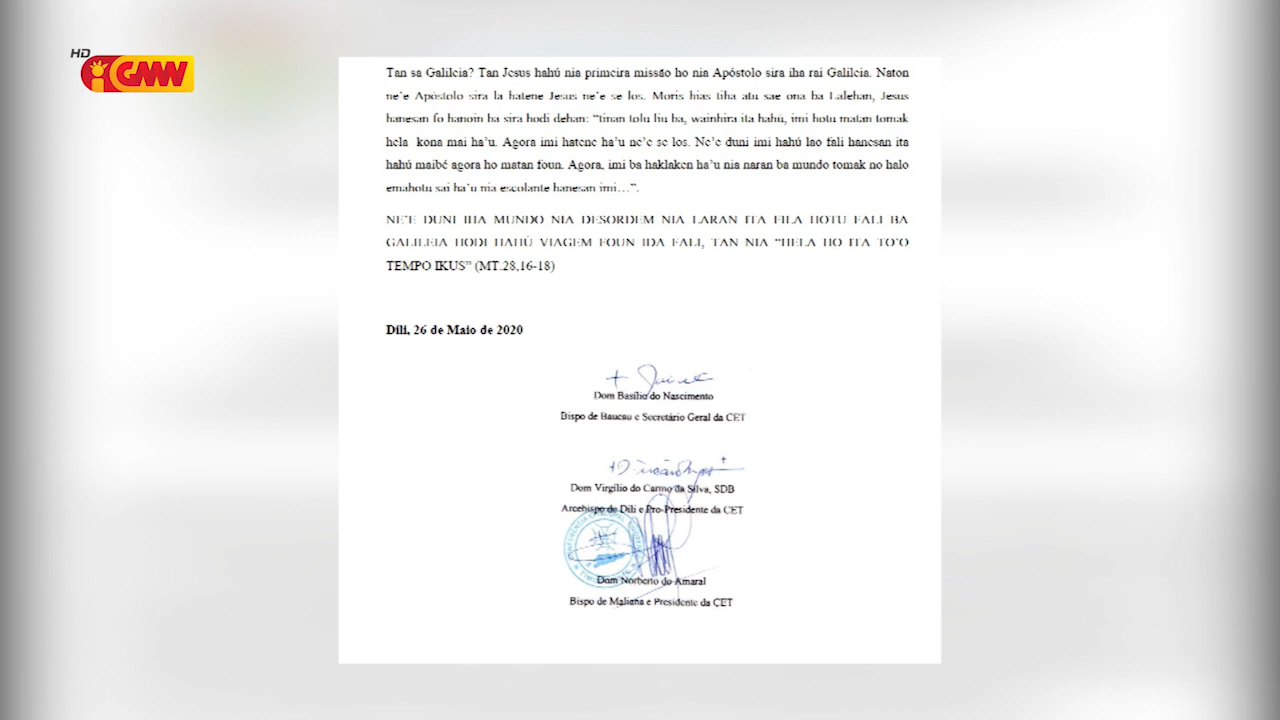 HD
GMN
Tan sa Galileia? Tan Jesus hahú nia primeira missão ho nia Apóstolo sira iha rai Galileia. Naton
ne'e Apóstolo sira la hatene Jesus ne'e se los. Moris hias tiha atu sae ona ba Lalehan, Jesus
hanesan fo hanoin ba sira hodi dehan: "tinan tolu liu ba, wainhira ita hahú, imi hotu matan tomak
hela kona mai ha'u. Agora imi hatene ha'u ne'e se los. Ne'e duni imi hahú lao fali hanesan ita
hahú maibé agora ho matan foun. Agora, imi ba haklaken ha'u nia naran ba mundo tomak no halo
emahotu sai ha'u nia escolante hanesan imi…".
NE'E DUNI IHA MUNDO NIA DESORDEM NIA LARAN ITA FILA HOTU FALI BA
GALILEIA HODI HAHÚ VIAGEM FOUN IDA FALI, TAN NIA "HELA HO ITA TO'O
TEMPO IKUS" (MT.28,16-18)
Dili, 26 de Maio de 2020
Dom Basílio do Nascimento
Bispo de Baucau e Secretário Geral da CET
Dom Virgílio do Carmo da Silva, SDB
Arcebispo de Díli e Pro-Presidente da CET
Dom Norberto do Amaral
Bispo de Maliana e Presidente da CET